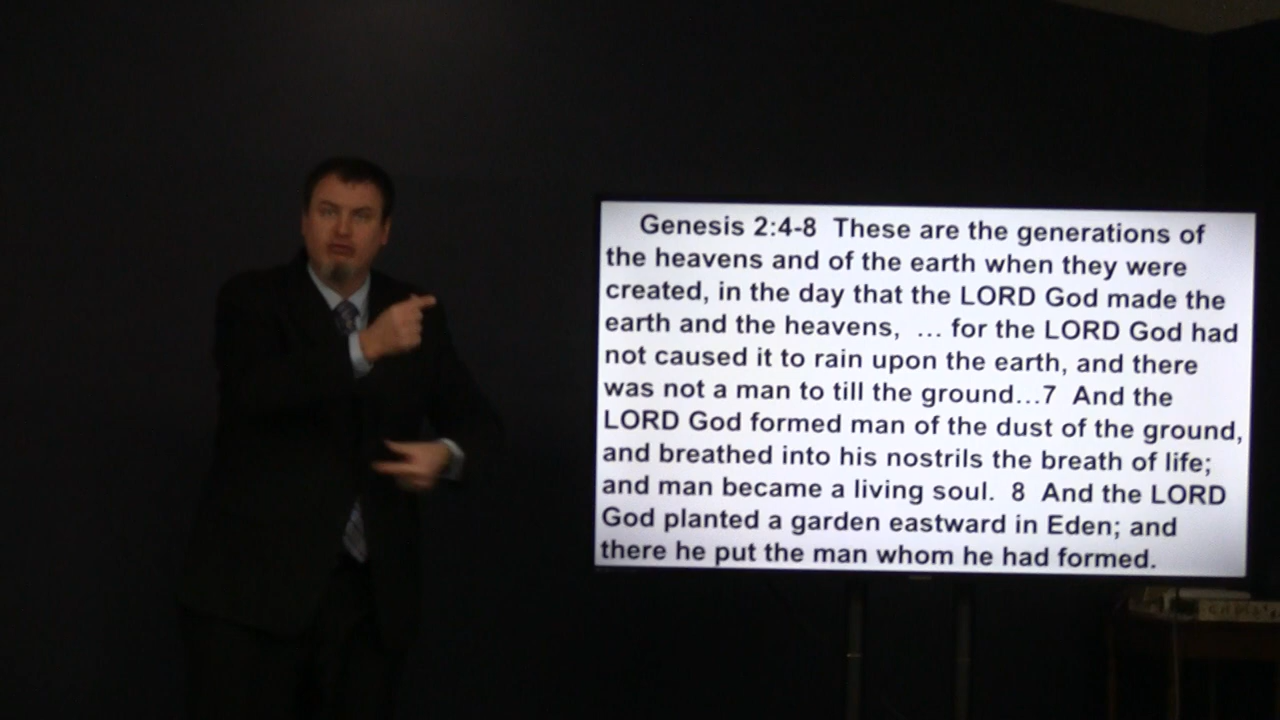 Genesis 2:4-8 These are the generations of
the heavens and of the earth when they were
created, in the day that the LORD God made the
earth and the heavens, ... for the LORD God had
not caused it to rain upon the earth, and there
was not a man to till the ground...7 And the
LORD God formed man of the dust of the ground,
and breathed into his nostrils the breath of life;
and man became a living soul. 8 And the LORD
God planted a garden eastward in Eden; and
there he put the man whom he had formed.